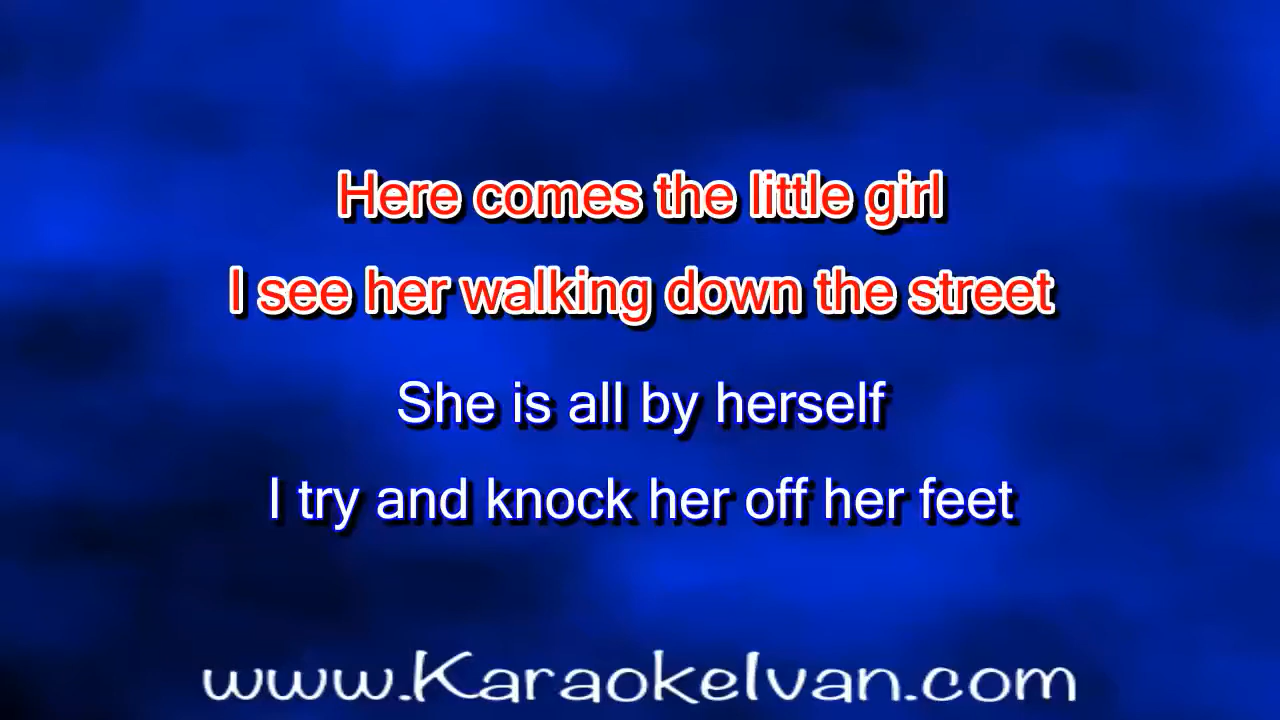 Here comes the little girl
I see her walking down the street
She is all by herself
I try and knock her off her feet
www.KaraokeIvan.com